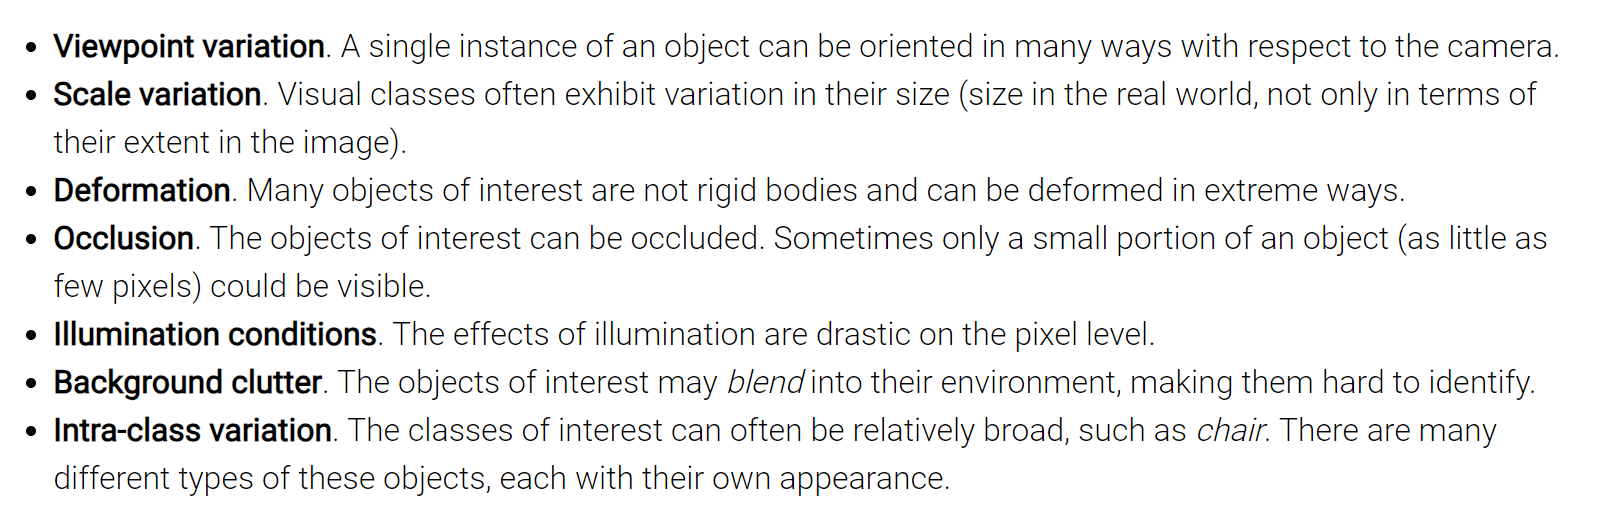 • Viewpoint variation. A single instance of an object can be oriented in many ways with respect to the camera.
• Scale variation. Visual classes often exhibit variation in their size (size in the real world, not only in terms of
their extent in the image).
• Deformation. Many objects of interest are not rigid bodies and can be deformed in extreme ways.
• Occlusion. The objects of interest can be occluded. Sometimes only a small portion of an object (as little as
few pixels) could be visible.
• Illumination conditions. The effects of illumination are drastic on the pixel level.
• Background clutter. The objects of interest may blend into their environment, making them hard to identify.
• Intra-class variation. The classes of interest can often be relatively broad, such as chair. There are many
different types of these objects, each with their own appearance.